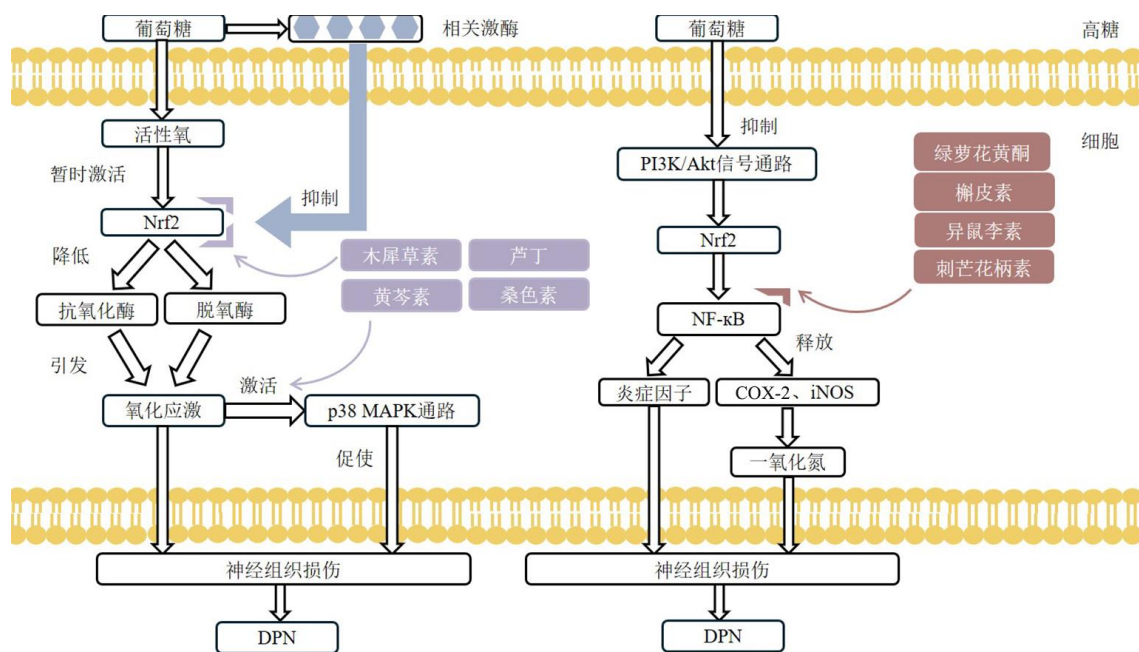 葡萄糖
相关激酶
葡萄糖
高糖
活性氧
抑制
细胞
暂时激活
PI3K/Akt信号通路
绿萝花黄酮
槲皮素
抑制
Nrf2
Nrf2
异鼠李素
降低
木犀草素
芦丁
刺芒花柄素
抗氧化酶
脱氧酶
黄芩素
桑色素
NF-κB
引发
释放
激活
炎症因子
COX-2、iNOS
氧化应激
p38 MAPK通路
促使
一氧化氮
神经组织损伤
神经组织损伤
DPN
DPN